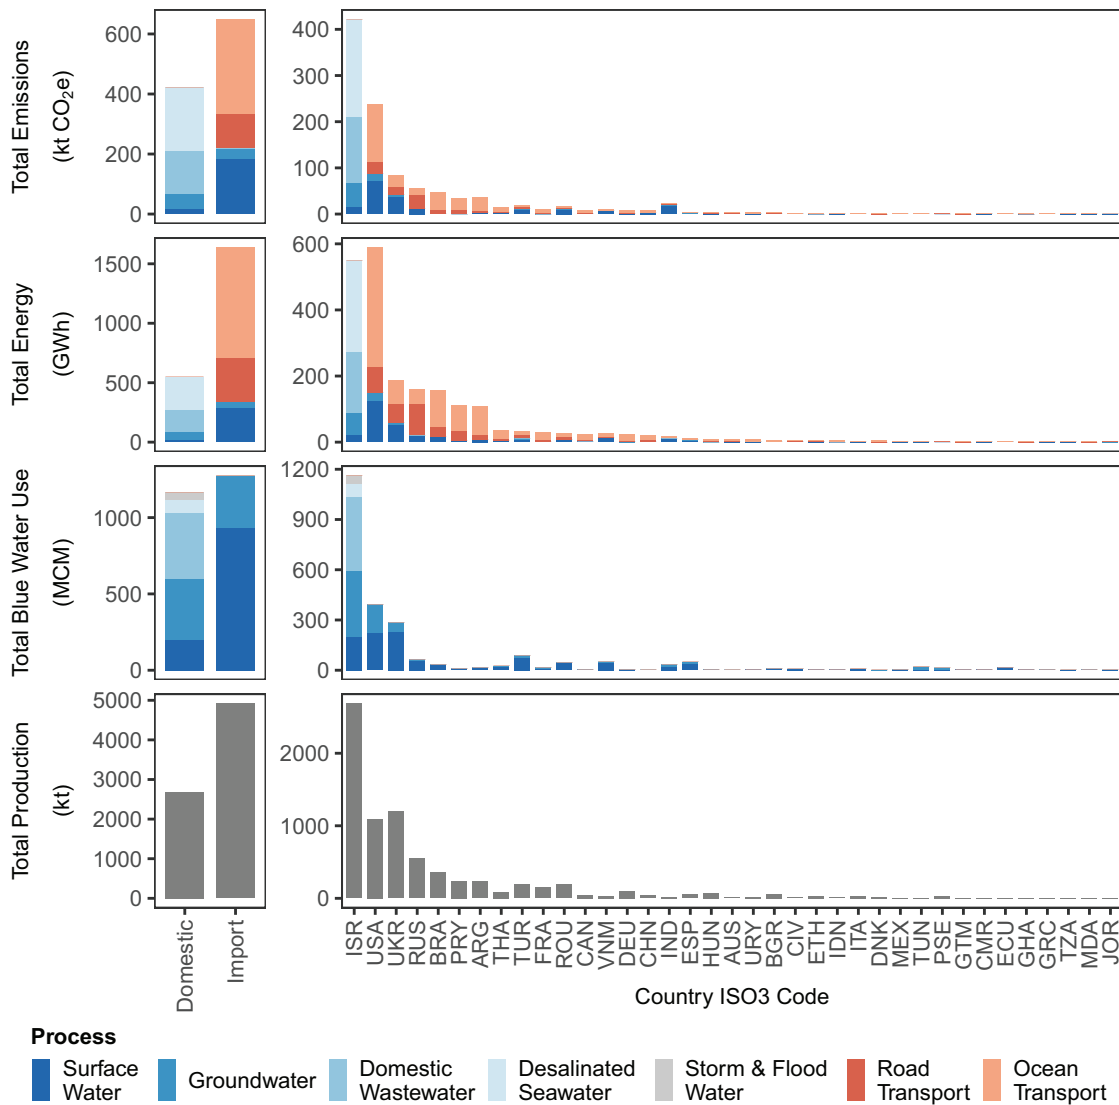 Total Emissions
(kt CO₂e)
600
400
200
0
400
300
200
100
0
Total Energy
(GWh)
1500
1000
500
0
600
400
200
0
Total Blue Water Use
(MCM)
1000
500
0
1200
900
600
300
0
Total Production
(kt)
5000
4000
3000
2000
1000
0
2000
1000
0
Domestic
Import
ISR
USA
UKR
RUS
BRA
PRY
ARG
THA
TUR
FRA
ROU
CAN
VNM
DEU
CHN
IND
ESP
HUN
AUS
URY
BGR
CIV
ETH
IDN
ITA
DNK
MEX
TUN
PSE
GTM
CMR
ECU
GHA
GRC
TZA
MDA
JOR
Country ISO3 Code
Process
Surface
Water
Groundwater
Domestic
Wastewater
Desalinated
Seawater
Storm & Flood
Water
Road
Transport
Ocean
Transport